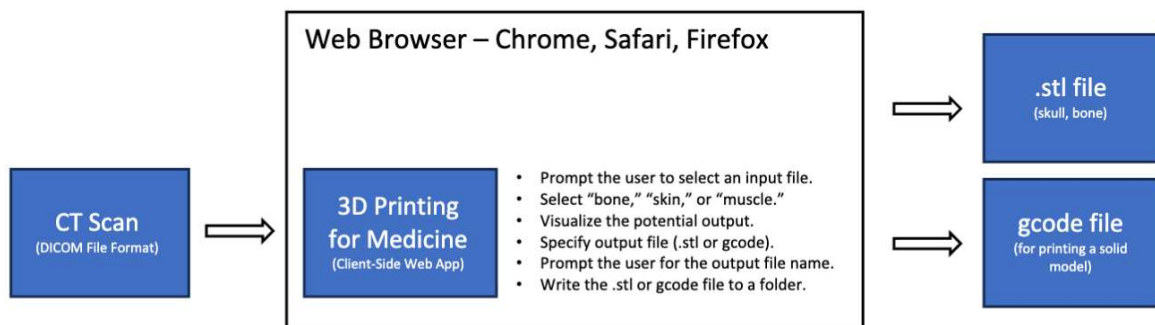 Web Browser – Chrome, Safari, Firefox
CT Scan
(DICOM File Format)
3D Printing
for Medicine
(Client-Side Web App)
• Prompt the user to select an input file.
• Select “bone,” “skin,” or “muscle.”
• Visualize the potential output.
• Specify output file (.stl or gcode).
• Prompt the user for the output file name.
• Write the .stl or gcode file to a folder.
.stl file
(skull, bone)
gcode file
(for printing a solid
model)